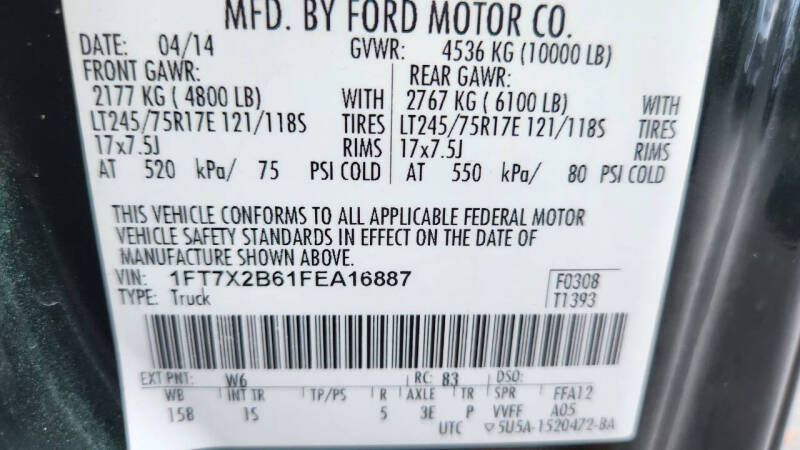 MFD. BY FORD MOTOR CO.
DATE: 04/14 GVWR: 4536 KG (10000 LB)
FRONT GAWR: REAR GAWR:
2177 KG ( 4800 LB) WITH 2767 KG ( 6100 LB) WITH
LT245/75R17E 121/118S TIRES LT245/75R17E 121/118S TIRES
17x7.5J RIMS 17x7.5J RIMS
AT 520 kPa/ 75 PSI COLD AT 550 kPa/ 80 PSI COLD
THIS VEHICLE CONFORMS TO ALL APPLICABLE FEDERAL MOTOR
VEHICLE SAFETY STANDARDS IN EFFECT ON THE DATE OF
MANUFACTURE SHOWN ABOVE.
VIN: 1FT7X2B61FEA16887 F0308
TYPE: Truck T1393
EXT PNT: W6 RC: 83 DSO:
WB INT TR TP/PS R AXLE TR SPR FFA12
158 IS 5 3E P VVFF A05
UTC ▽5U5A-1520472-BA